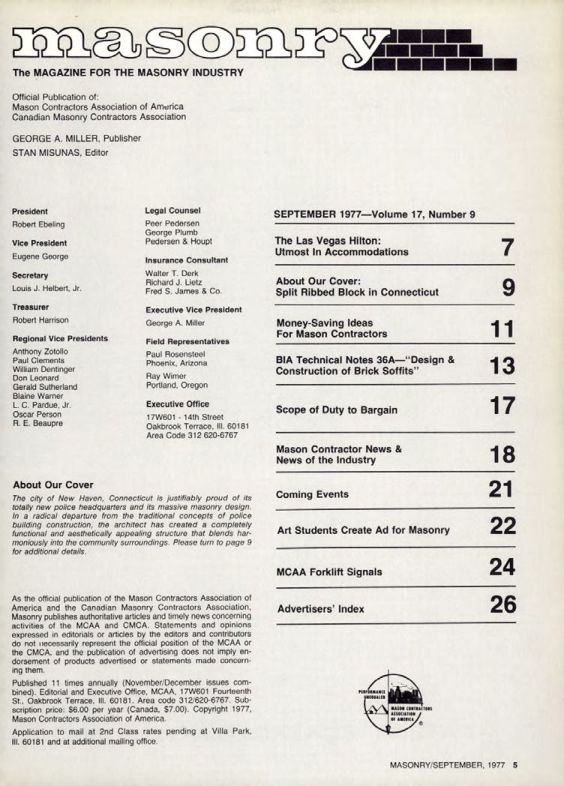 masonry
The MAGAZINE FOR THE MASONRY INDUSTRY
Official Publication of:
Mason Contractors Association of America
Canadian Masonry Contractors Association
GEORGE A. MILLER, Publisher
STAN MISUNAS, Editor
President
Robert Ebeling
Vice President
Eugene George
Secretary
Louis J. Helbert, Jr.
Treasurer
Robert Harrison
Regional Vice Presidents
Anthony Zotollo
Paul Clements
William Dentinger
Don Leonard
Gerald Sutherland
Blaine Warner
L. C. Pardue, Jr.
Oscar Person
R. E. Beaupre
Legal Counsel
Peer Pedersen
George Plumb
Pedersen & Houpt
Insurance Consultant
Walter T. Derk
Richard J. Lietz
Fred S. James & Co.
Executive Vice President
George A. Miller
Field Representatives
Paul Rosensteel
Phoenix, Arizona
Ray Wimer
Portland, Oregon
Executive Office
17W601 - 14th Street
Oakbrook Terrace, Ill. 60181
Area Code 312 620-6767
About Our Cover
The city of New Haven, Connecticut is justifiably proud of its
totally new police headquarters and its massive masonry design.
In a radical departure from the traditional concepts of police
building construction, the architect has created a completely
functional and aesthetically appealing structure that blends har-
moniously into the community surroundings. Please turn to page 9
for additional details.
As the official publication of the Mason Contractors Association of
America and the Canadian Masonry Contractors Association,
Masonry publishes authoritative articles and timely news concerning
activities of the MCAA and CMCA. Statements and opinions
expressed in editorials or articles by the editors and contributors
do not necessarily represent the official position of the MCAA or
the CMCA, and the publication of advertising does not imply en-
dorsement of products advertised or statements made concern-
ing them.
Published 11 times annually (November/December issues com-
bined). Editorial and Executive Office, MCAA, 17W601 Fourteenth
St., Oakbrook Terrace, Ill. 60181. Area code 312/620-6767. Sub-
scription price: $6.00 per year (Canada, $7.00). Copyright 1977,
Mason Contractors Association of America.
Application to mail at 2nd Class rates pending at Villa Park,
Ill. 60181 and at additional mailing office.
SEPTEMBER 1977—Volume 17, Number 9
The Las Vegas Hilton:
Utmost In Accommodations 7
About Our Cover:
Split Ribbed Block in Connecticut 9
Money-Saving Ideas
For Mason Contractors 11
BIA Technical Notes 36A—"Design &
Construction of Brick Soffits" 13
Scope of Duty to Bargain 17
Mason Contractor News &
News of the Industry 18
Coming Events 21
Art Students Create Ad for Masonry 22
MCAA Forklift Signals 24
Advertisers' Index 26
PERFORMANCE
UNEQUALED
MASON CONTRACTORS
ASSOCIATION
OF AMERICA
®
MASONRY/SEPTEMBER, 1977 5